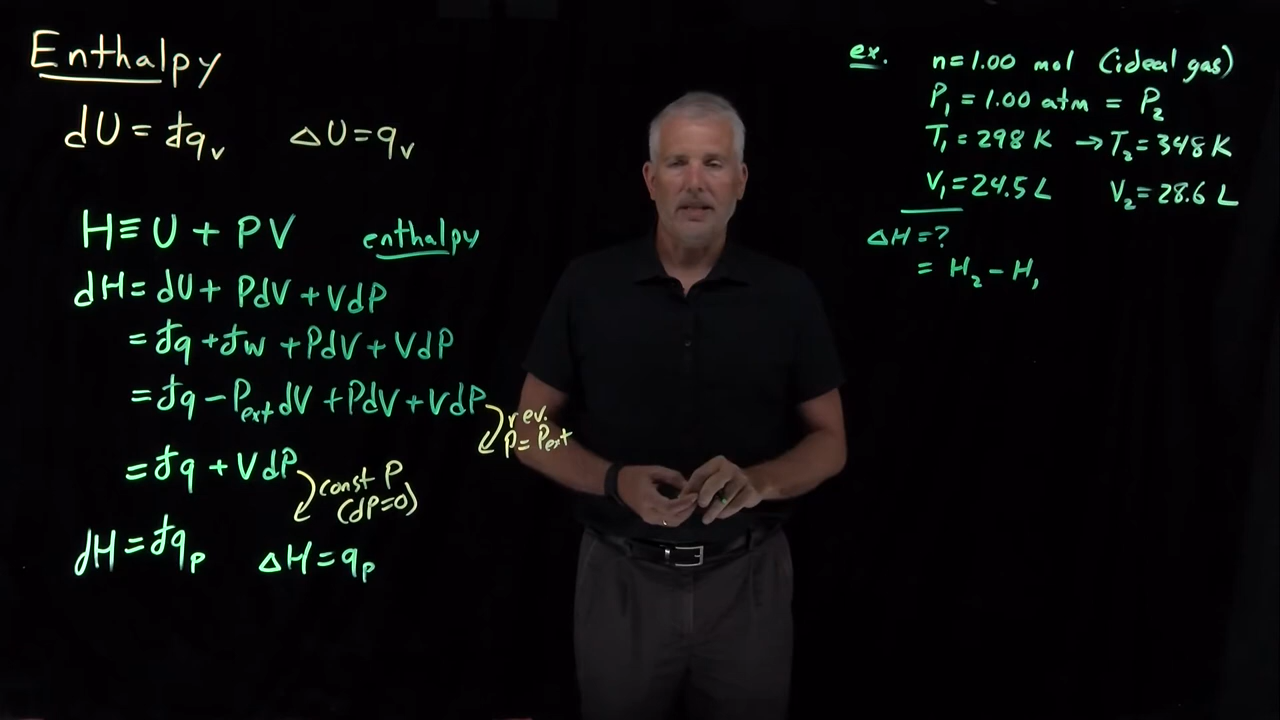 Enthalpy
dU = đq_v    ΔU = q_v
H ≡ U + PV    enthalpy
dH = dU + PdV + VdP
= đq + đw + PdV + VdP
= đq − P_ext dV + PdV + VdP
rev.
P = P_ext
= đq + VdP
const P
(dP=0)
dH = đq_p    ΔH = q_p
ex. n = 1.00 mol (ideal gas)
P₁ = 1.00 atm = P₂
T₁ = 298 K → T₂ = 348 K
V₁ = 24.5 L    V₂ = 28.6 L
ΔH = ?
= H₂ − H₁